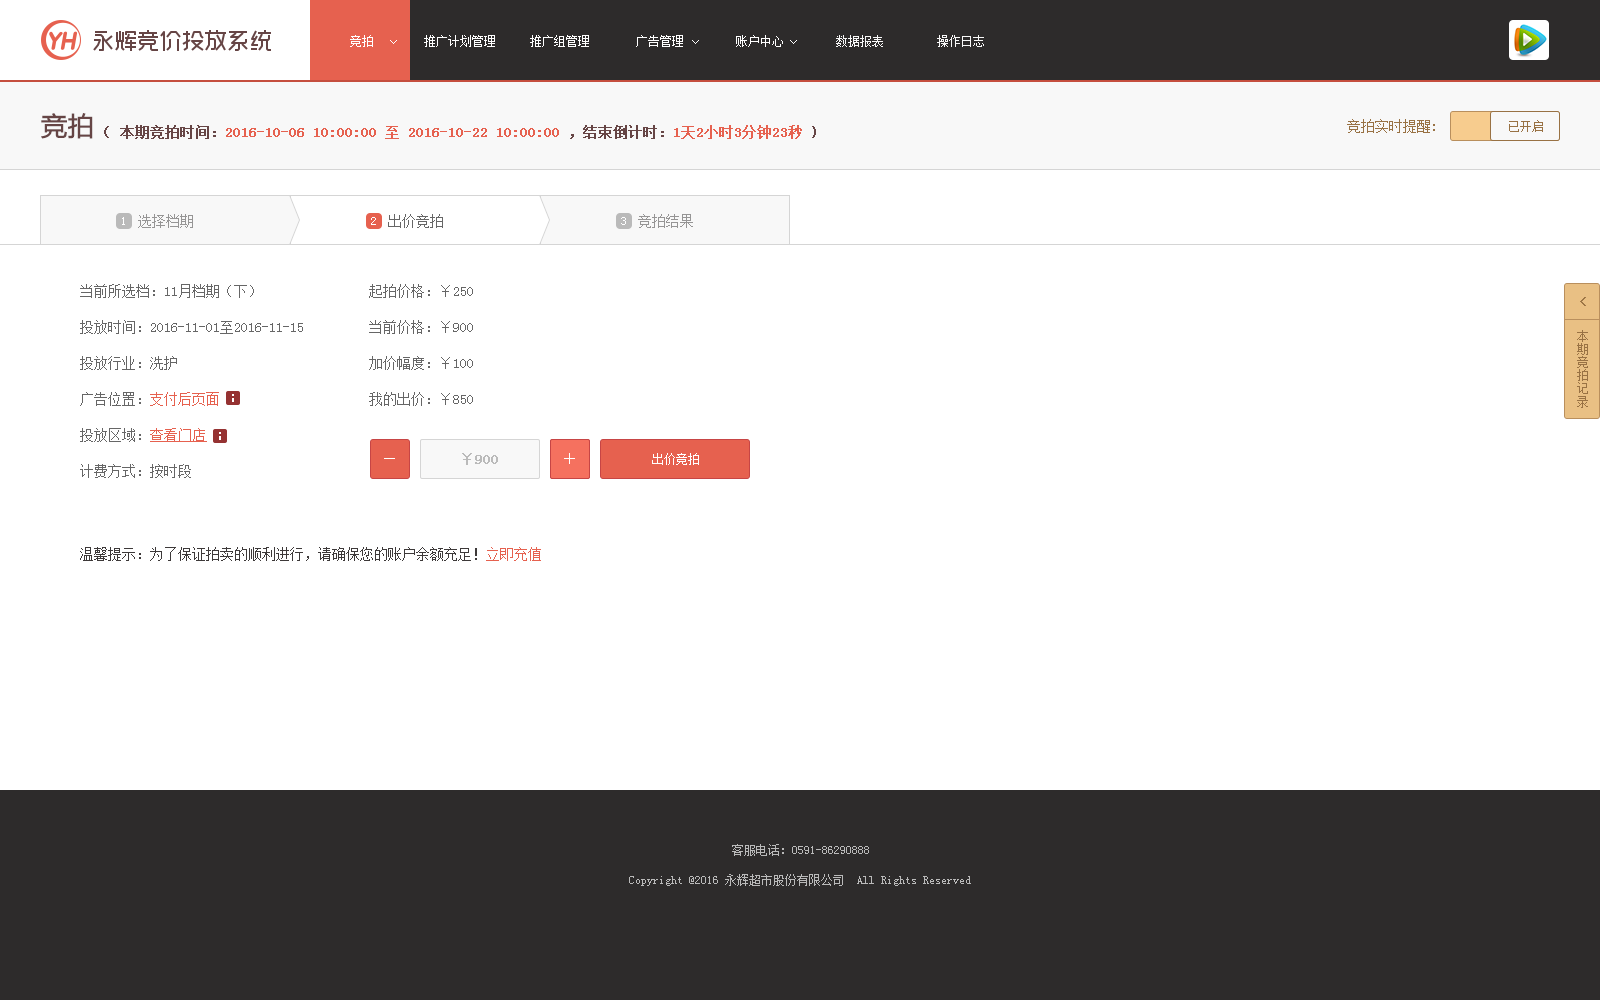 YH 永辉竞价投放系统
竞拍 推广计划管理 推广组管理 广告管理 账户中心 数据报表 操作日志
竞拍 ( 本期竞拍时间：2016-10-06 10:00:00 至 2016-10-22 10:00:00 ，结束倒计时：1天2小时3分钟23秒 )
竞拍实时提醒： 已开启
1 选择档期
2 出价竞拍
3 竞拍结果
当前所选档：11月档期（下）
投放时间：2016-11-01至2016-11-15
投放行业：洗护
广告位置：支付后页面
投放区域：查看门店
计费方式：按时段
起拍价格：￥250
当前价格：￥900
加价幅度：￥100
我的出价：￥850
－ ￥900 ＋ 出价竞拍
本期竞拍记录
温馨提示：为了保证拍卖的顺利进行，请确保您的账户余额充足！立即充值
客服电话：0591-86290888
Copyright @2016 永辉超市股份有限公司 All Rights Reserved